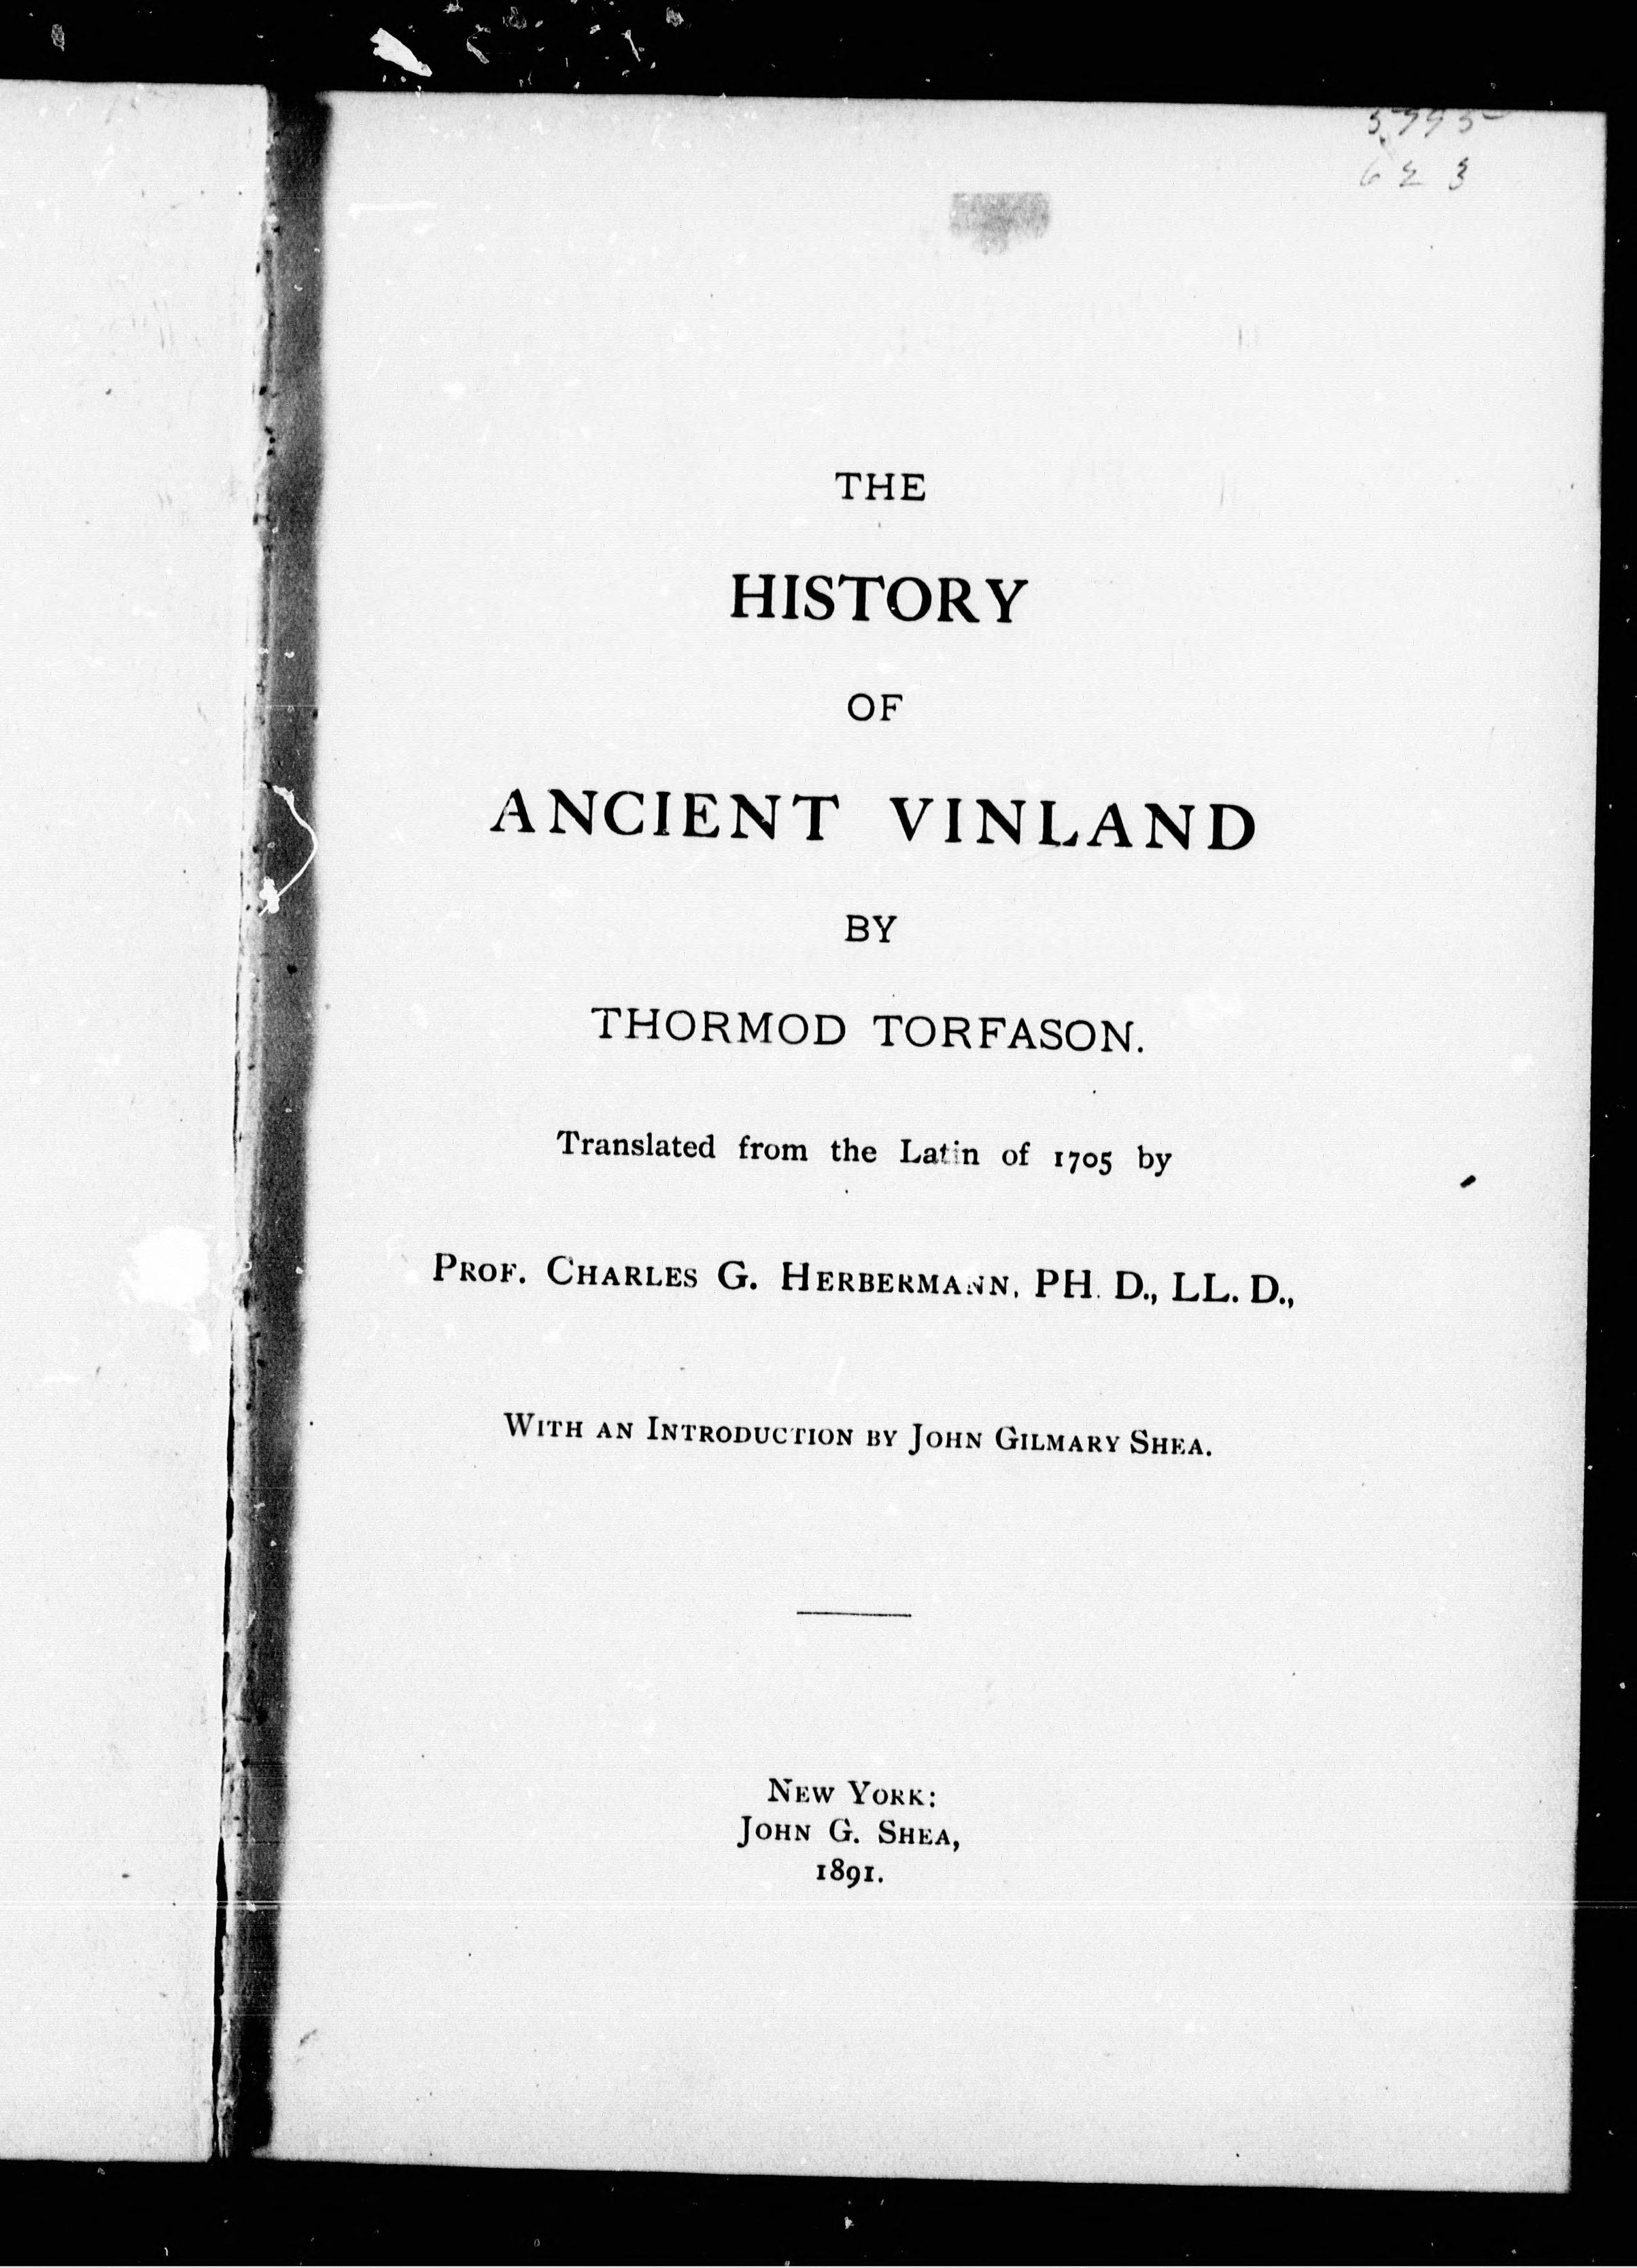 THE
HISTORY
OF
ANCIENT VINLAND
BY
THORMOD TORFASON.
Translated from the Latin of 1705 by
PROF. CHARLES G. HERBERMANN, PH. D., LL. D.,
WITH AN INTRODUCTION BY JOHN GILMARY SHEA.
NEW YORK:
JOHN G. SHEA,
1891.